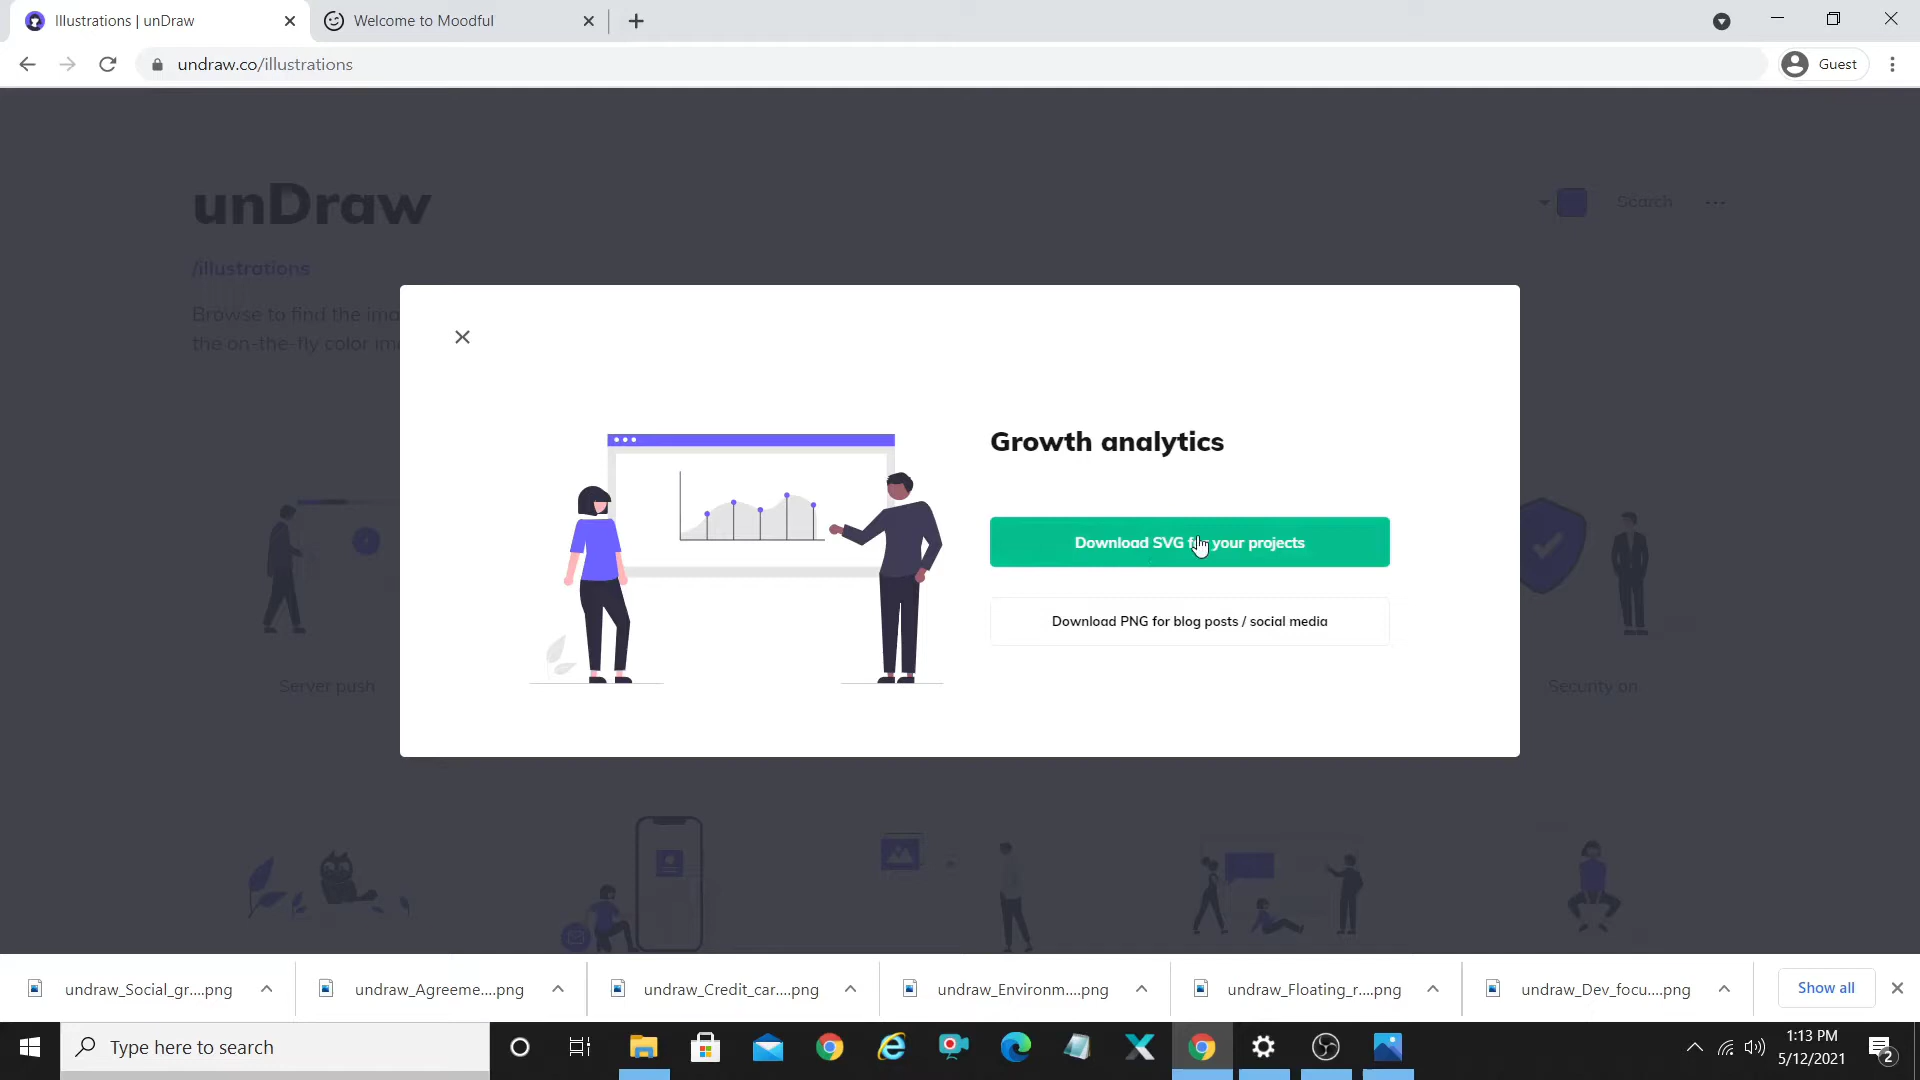 Illustrations | unDraw
Welcome to Moodful
undraw.co/illustrations
Guest
unDraw
Search
/illustrations
Browse to find the ima
the on-the-fly color im
Growth analytics
Download SVG for your projects
Download PNG for blog posts / social media
Server push
Security on
undraw_Social_gr....png
undraw_Agreeme....png
undraw_Credit_car....png
undraw_Environm....png
undraw_Floating_r....png
undraw_Dev_focu....png
Show all
Type here to search
1:13 PM
5/12/2021
2